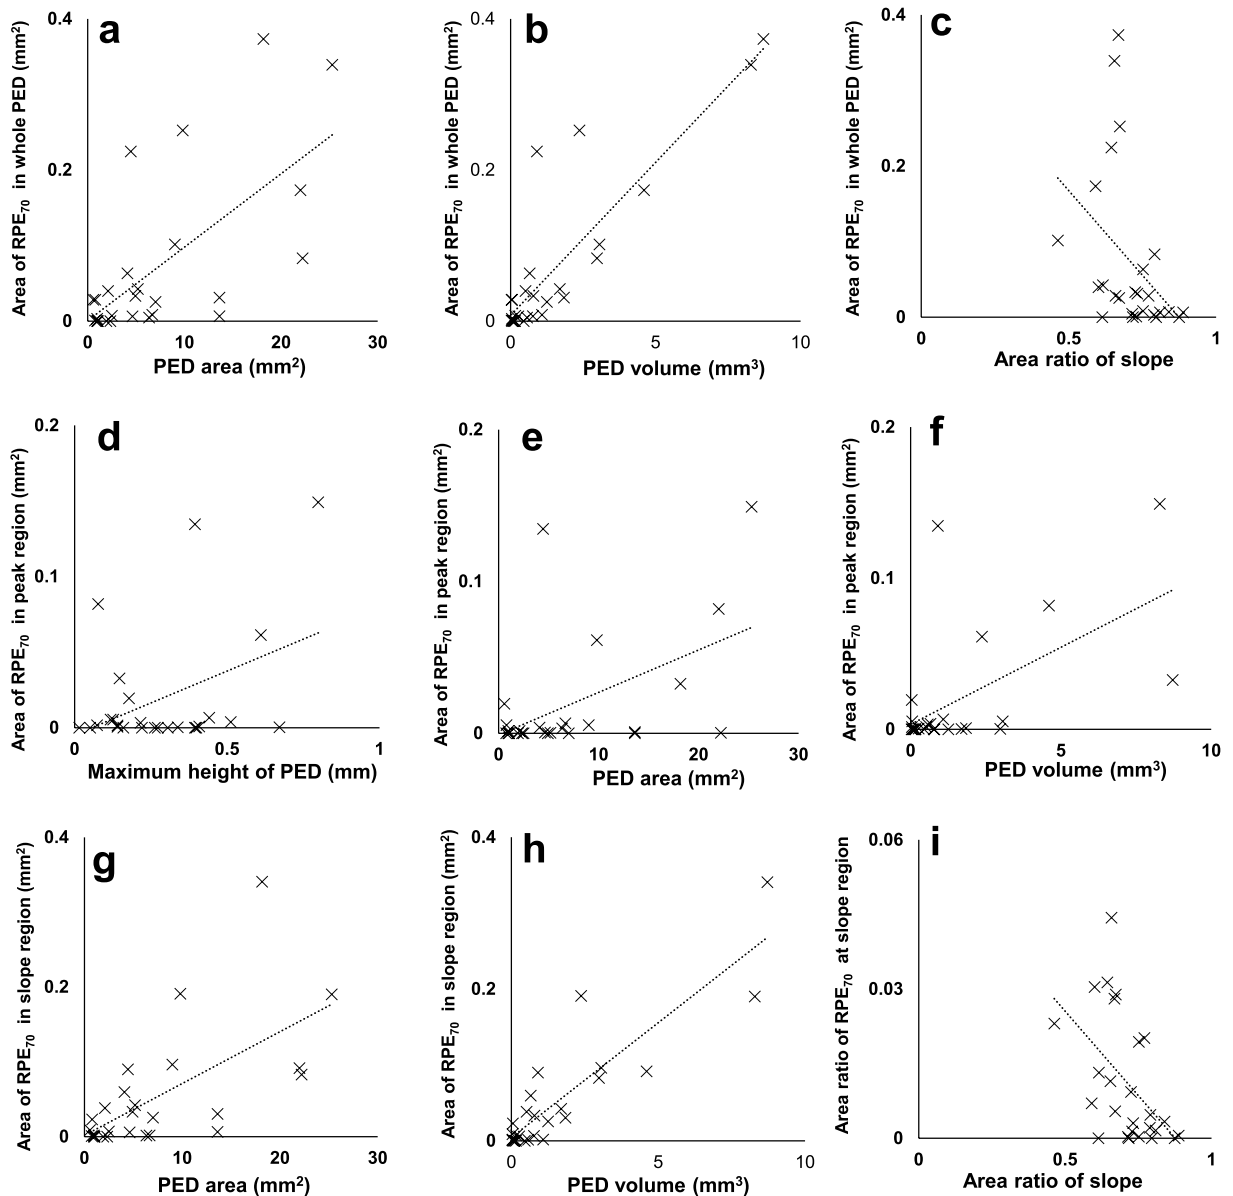 a
Area of RPE70 in whole PED (mm2)
0.4
0.2
0
0
10
20
30
PED area (mm2)
b
Area of RPE70 in whole PED (mm2)
0.4
0.2
0
0
5
10
PED volume (mm3)
c
Area of RPE70 in whole PED (mm2)
0.4
0.2
0
0
0.5
1
Area ratio of slope
d
Area of RPE70 in peak region (mm2)
0.2
0.1
0
0
0.5
1
Maximum height of PED (mm)
e
Area of RPE70 in peak region (mm2)
0.2
0.1
0
0
10
20
30
PED area (mm2)
f
Area of RPE70 in peak region (mm2)
0.2
0.1
0
0
5
10
PED volume (mm3)
g
Area of RPE70 in slope region (mm2)
0.4
0.2
0
0
10
20
30
PED area (mm2)
h
Area of RPE70 in slope region (mm2)
0.4
0.2
0
0
5
10
PED volume (mm3)
i
Area ratio of RPE70 at slope region
0.06
0.03
0
0
0.5
1
Area ratio of slope